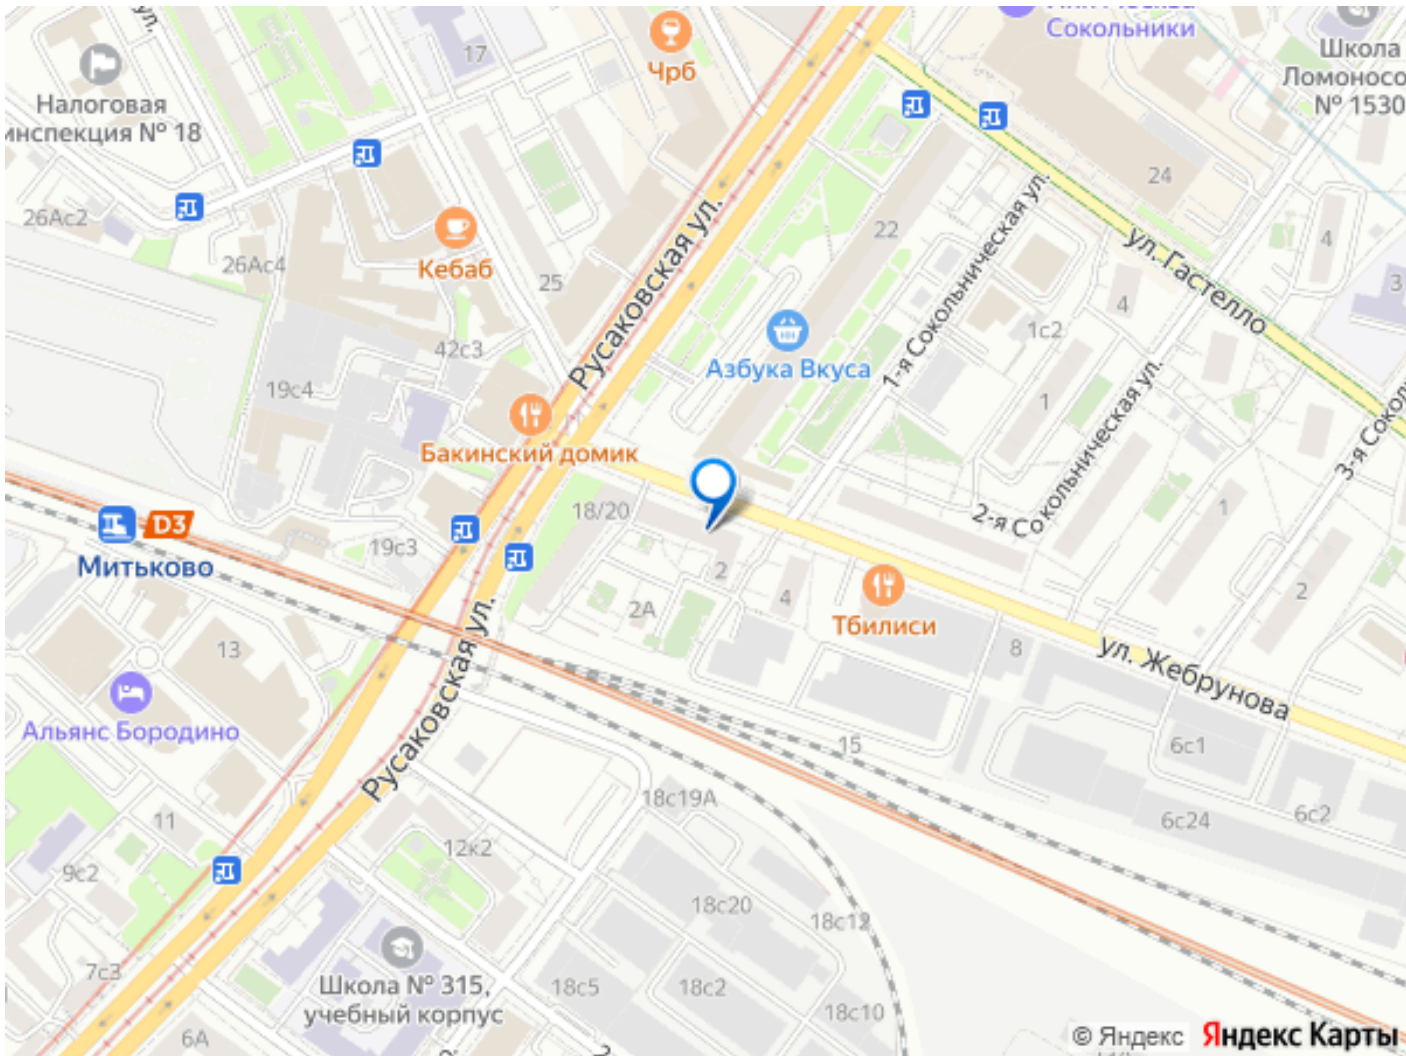 Сокольники
Чрб
17
Школа
Ломоносо
№ 1530
Налоговая
инспекция № 18
24
26Ас2
22
4
ул. Гастелло
26Ас4
Кебаб
25
Русаковская ул.
1-я Сокольническая ул.
3
4
1с2
42с3
Азбука Вкуса
19с4
1
2-я Сокольническая ул.
3-я Сокол
Бакинский домик
18/20
1
D3
Митьково
19с3
2
4
2
2А
Тбилиси
13
8
ул. Жебрунова
Альянс Бородино
Русаковская ул.
15
6с1
18с19А
6с2
6с24
11
12к2
9с2
18с20
18с12
7с3
Школа № 315,
учебный корпус
18с5
18с2
18с10
6А
© Яндекс Яндекс Карты